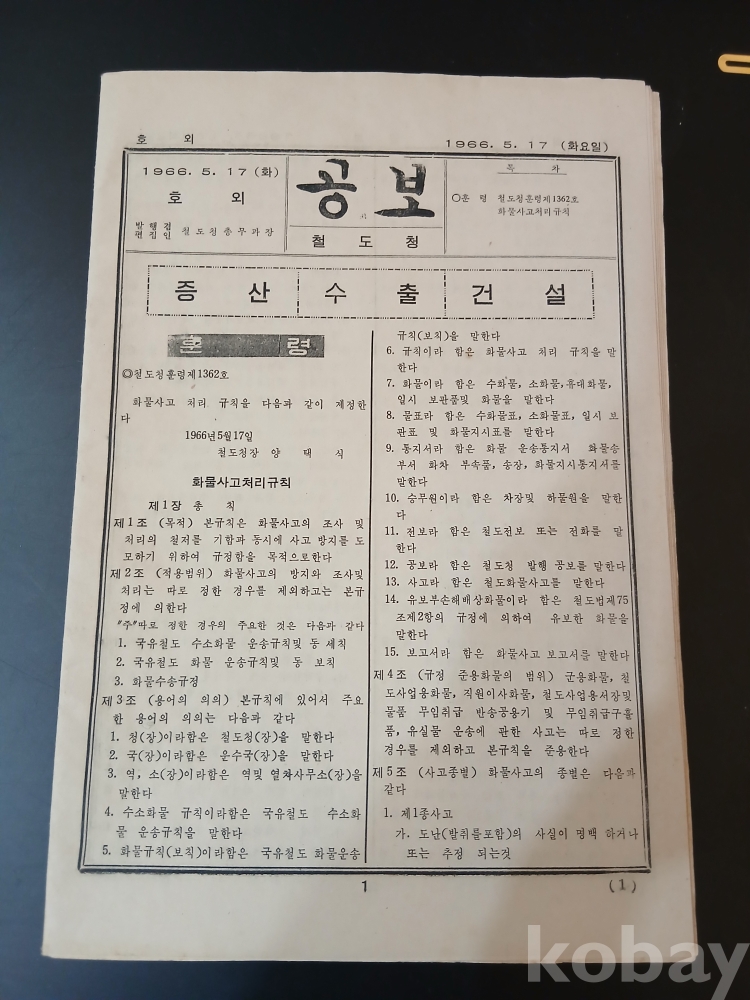 호 외
1966. 5. 17 (화요일)
1966. 5. 17 (화)
호 외
발행겸
편집인 철도청총무과장
공보
철 도 청
목 차
○훈 령 철도청훈령제1362호
화물사고처리규칙
증 산 수 출 건 설
훈 령
◎철도청훈령제1362호
화물사고 처리 규칙을 다음과 같이 제정한
다
1966년5월17일
철도청장 양 택 식
화물사고처리규칙
제1장 총 칙
제1조 (목적) 본규칙은 화물사고의 조사 및
처리의 철저를 기함과 동시에 사고 방지를 도
모하기 위하여 규정함을 목적으로한다
제2조 (적용범위) 화물사고의 방지와 조사및
처리는 따로 정한 경우를 제외하고는 본규
정에 의한다
"주"따로 정한 경우의 주요한 것은 다음과 같다
1. 국유철도 수소화물 운송규칙및 동 세칙
2. 국유철도 화물 운송규칙및 동 보칙
3. 화물수송규정
제3조 (용어의 의의) 본규칙에 있어서 주요
한 용어의 의의는 다음과 같다
1. 청(장)이라함은 철도청(장)을 말한다
2. 국(장)이라함은 운수국(장)을 말한다
3. 역, 소(장)이라함은 역및 열차사무소(장)을
말한다
4. 수소화물 규칙이라함은 국유철도 수소화
물 운송규칙을 말한다
5. 화물규칙(보칙)이라함은 국유철도 화물운송
규칙(보칙)을 말한다
6. 규칙이라 함은 화물사고 처리 규칙을 말
한다
7. 화물이라 함은 수화물, 소화물,휴대화물,
일시 보관품및 화물을 말한다
8. 물표라 함은 수화물표, 소화물표, 일시 보
관표 및 화물지시표를 말한다
9. 통지서라 함은 화물 운송통지서 화물송
부서 화차 부속품, 송장, 화물지시통지서를
말한다
10. 승무원이라 함은 차장및 하물원을 말한
다
11. 전보라 함은 철도전보 또는 전화를 말
한다
12. 공보라 함은 철도청 발행 공보를 말한다
13. 사고라 함은 철도화물사고를 말한다
14. 유보부손해배상화물이라 함은 철도법제75
조제2항의 규정에 의하여 유보한 화물을
말한다
15. 보고서라 함은 화물사고 보고서를 말한다
제4조 (규정 준용화물의 범위) 군용화물, 철
도사업용화물, 직원이사화물, 철도사업용서장및
물품 무임취급 반송공용기 및 무임취급구휼
품, 유실물 운송에 관한 사고는 따로 정한
경우를 제외하고 본규칙을 준용한다
제5조 (사고종별) 화물사고의 종별은 다음과
같다
1. 제1종사고
가. 도난(발취를포함)의 사실이 명백 하거나
또는 추정 되는것
1
(1)
kobay